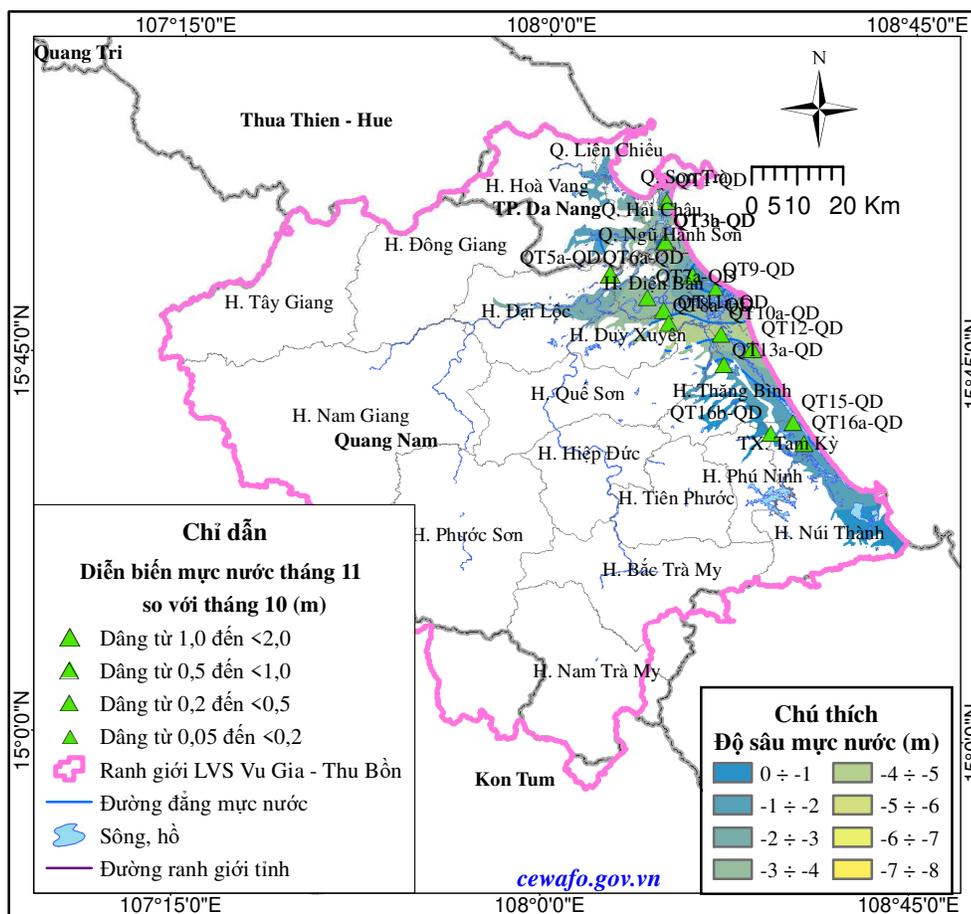 107°15'0"E 108°0'0"E 108°45'0"E
Quang Tri
N
Thua Thien - Hue
Q. Liên Chiểu
Q. Sơn Trà
QT1-QD
H. Hoà Vang
0 5 10 20 Km
TP. Da Nang
Q. Hải Châu
QT3b-QD
Q. Ngũ Hành Sơn
H. Đông Giang
QT5a-QD
QT6a-QD
QT9-QD
QT7a-QD
H. Điện Bàn
H. Tây Giang
H. Đại Lộc
QT10a-QD
H. Duy Xuyên
QT12-QD
15°45'0"N
15°45'0"N
QT13a-QD
H. Quế Sơn
H. Thăng Bình
QT15-QD
H. Nam Giang
QT16b-QD
QT16a-QD
Quang Nam
TX. Tam Kỳ
H. Hiệp Đức
H. Phú Ninh
H. Tiên Phước
H. Phước Sơn
H. Núi Thành
H. Bắc Trà My
H. Nam Trà My
Kon Tum
15°0'0"N
15°0'0"N
Chỉ dẫn
Diễn biến mực nước tháng 11
so với tháng 10 (m)
Dâng từ 1,0 đến <2,0
Dâng từ 0,5 đến <1,0
Dâng từ 0,2 đến <0,5
Dâng từ 0,05 đến <0,2
Ranh giới LVS Vu Gia - Thu Bồn
Đường đẳng mực nước
Sông, hồ
Đường ranh giới tỉnh
Chú thích
Độ sâu mực nước (m)
0 ÷ -1 -4 ÷ -5
-1 ÷ -2 -5 ÷ -6
-2 ÷ -3 -6 ÷ -7
-3 ÷ -4 -7 ÷ -8
cewafo.gov.vn
107°15'0"E 108°0'0"E 108°45'0"E